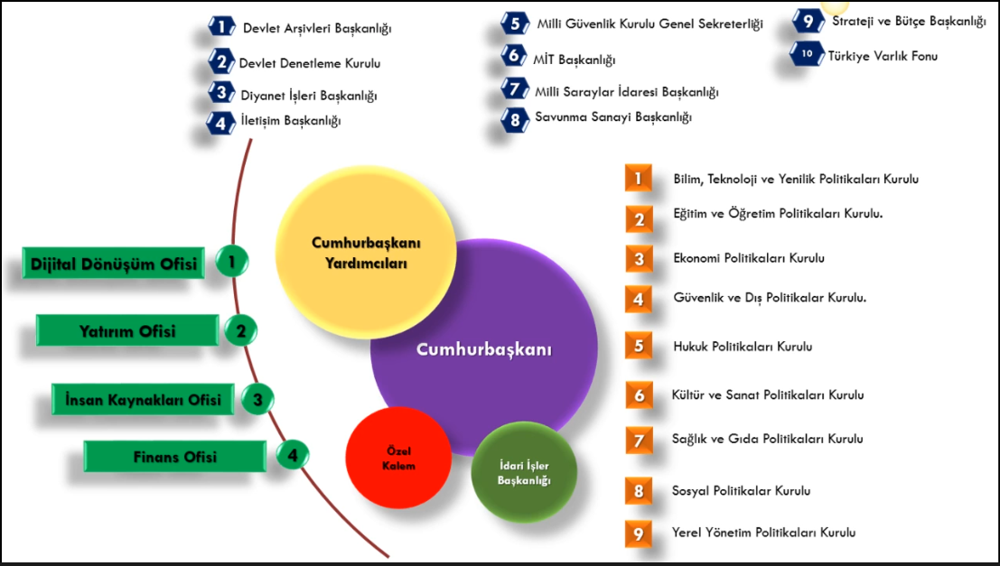 1 Devlet Arşivleri Başkanlığı
2 Devlet Denetleme Kurulu
3 Diyanet İşleri Başkanlığı
4 İletişim Başkanlığı
5 Milli Güvenlik Kurulu Genel Sekreterliği
6 MİT Başkanlığı
7 Milli Saraylar İdaresi Başkanlığı
8 Savunma Sanayi Başkanlığı
9 Strateji ve Bütçe Başkanlığı
10 Türkiye Varlık Fonu
Dijital Dönüşüm Ofisi 1
Yatırım Ofisi 2
İnsan Kaynakları Ofisi 3
Finans Ofisi 4
Cumhurbaşkanı
Yardımcıları
Cumhurbaşkanı
Özel
Kalem
İdari İşler
Başkanlığı
1 Bilim, Teknoloji ve Yenilik Politikaları Kurulu
2 Eğitim ve Öğretim Politikaları Kurulu.
3 Ekonomi Politikaları Kurulu
4 Güvenlik ve Dış Politikalar Kurulu.
5 Hukuk Politikaları Kurulu
6 Kültür ve Sanat Politikaları Kurulu
7 Sağlık ve Gıda Politikaları Kurulu
8 Sosyal Politikalar Kurulu
9 Yerel Yönetim Politikaları Kurulu